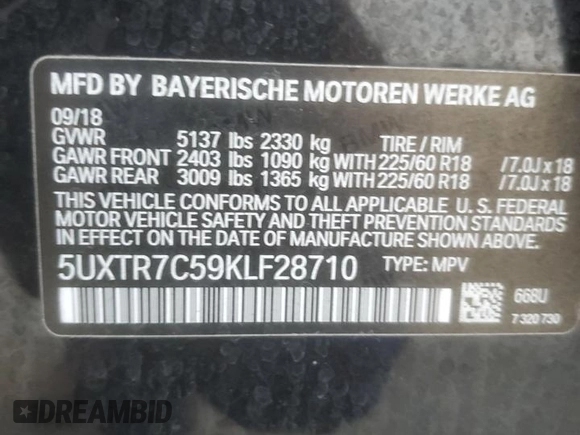 MFD BY BAYERISCHE MOTOREN WERKE AG
09/18
GVWR 5137 lbs 2330 kg TIRE / RIM
GAWR FRONT 2403 lbs 1090 kg WITH 225/60 R18 /7.0J x 18
GAWR REAR 3009 lbs 1365 kg WITH 225/60 R18 /7.0J x 18
THIS VEHICLE CONFORMS TO ALL APPLICABLE U. S. FEDERAL
MOTOR VEHICLE SAFETY AND THEFT PREVENTION STANDARDS
IN EFFECT ON THE DATE OF MANUFACTURE SHOWN ABOVE.
5UXTR7C59KLF28710 TYPE: MPV
668U
7 320 730
DREAMBID